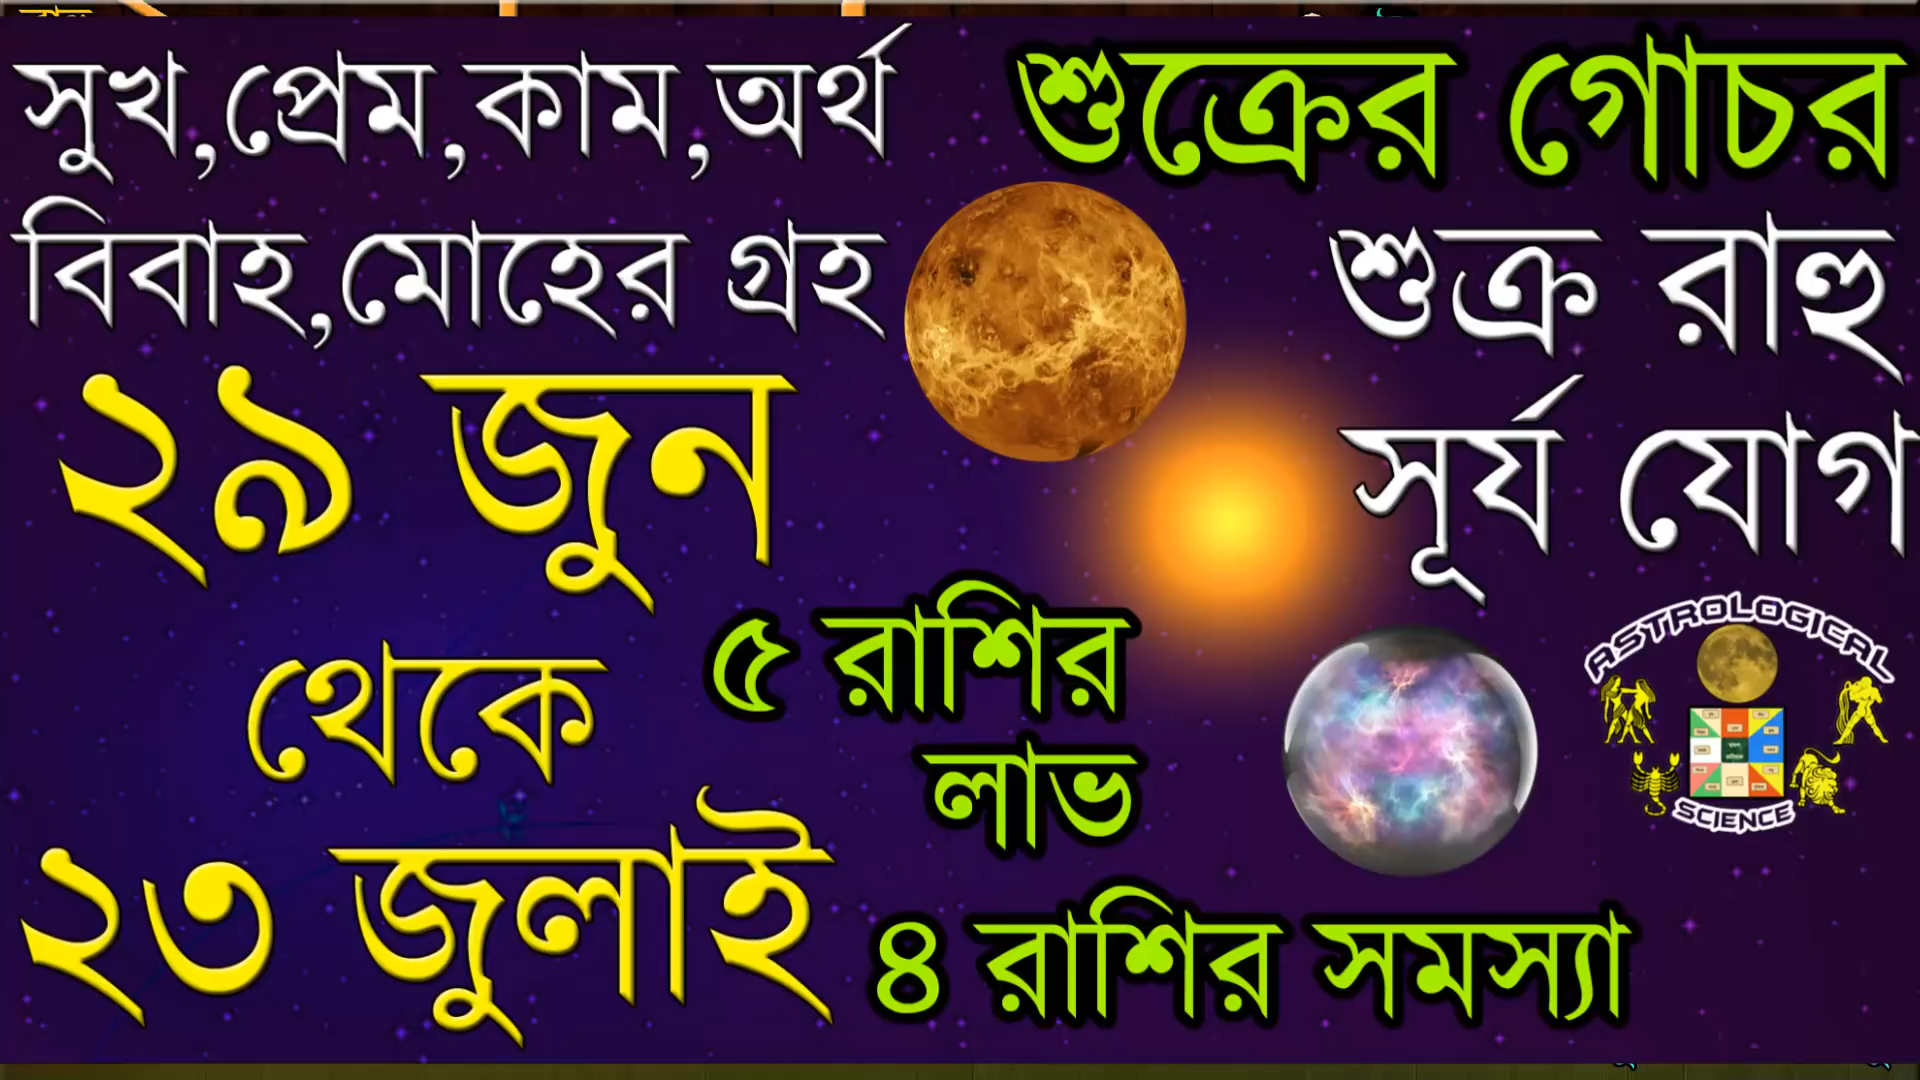 সুখ,প্রেম,কাম,অর্থ
বিবাহ,মোহের গ্রহ
শুক্রের গোচর
শুক্র রাহু
সূর্য যোগ
২৯ জুন
থেকে
২৩ জুলাই
৫ রাশির
লাভ
৪ রাশির সমস্যা
ASTROLOGICAL
SCIENCE